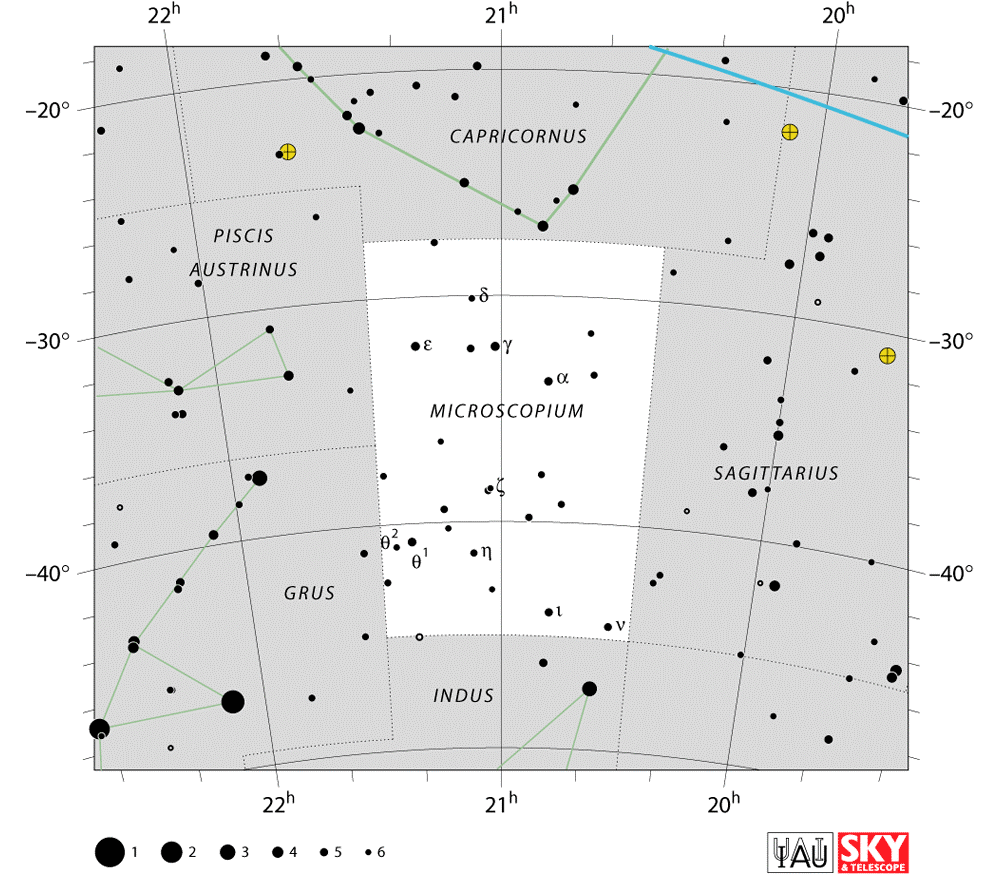 22h 21h 20h
–20° –20°
CAPRICORNUS
PISCIS
AUSTRINUS
δ
–30° –30°
ε γ
α
MICROSCOPIUM
SAGITTARIUS
ζ
θ2
θ1 η
–40° –40°
GRUS
ι
ν
INDUS
22h 21h 20h
1 2 3 4 5 6
IAU
SKY
& TELESCOPE